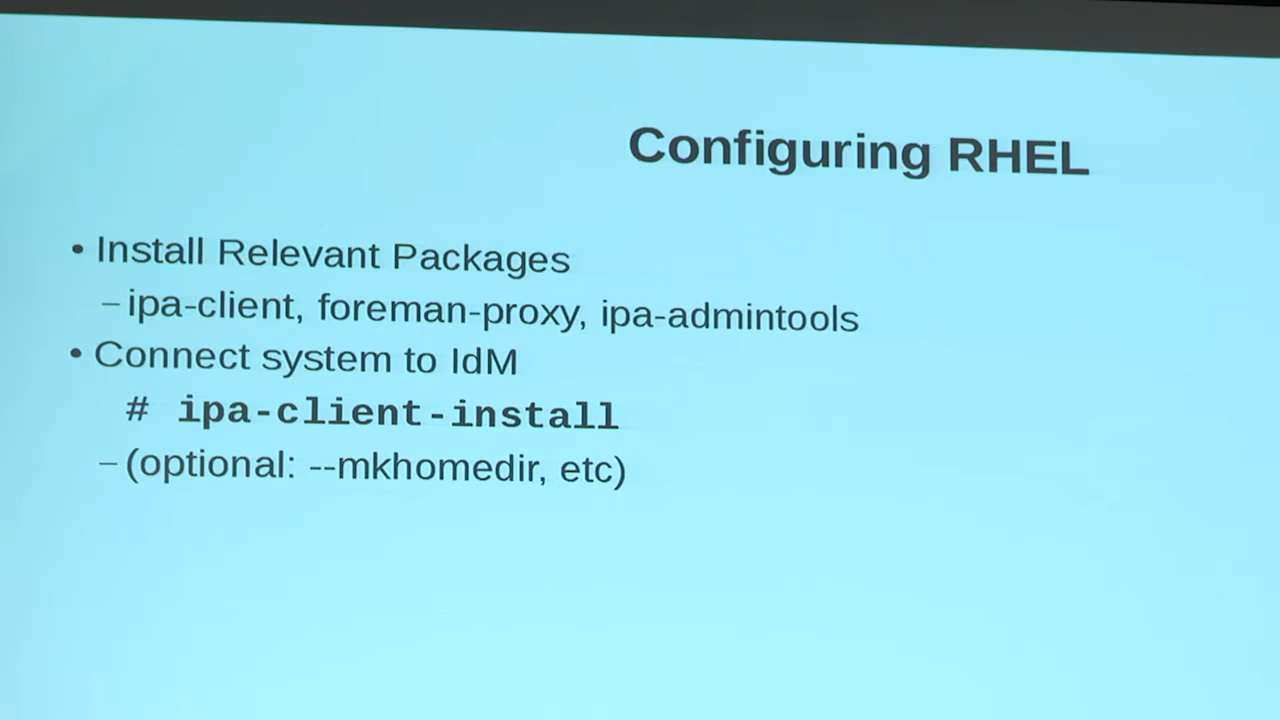 Configuring RHEL
• Install Relevant Packages
– ipa-client, foreman-proxy, ipa-admintools
• Connect system to IdM
# ipa-client-install
– (optional: --mkhomedir, etc)